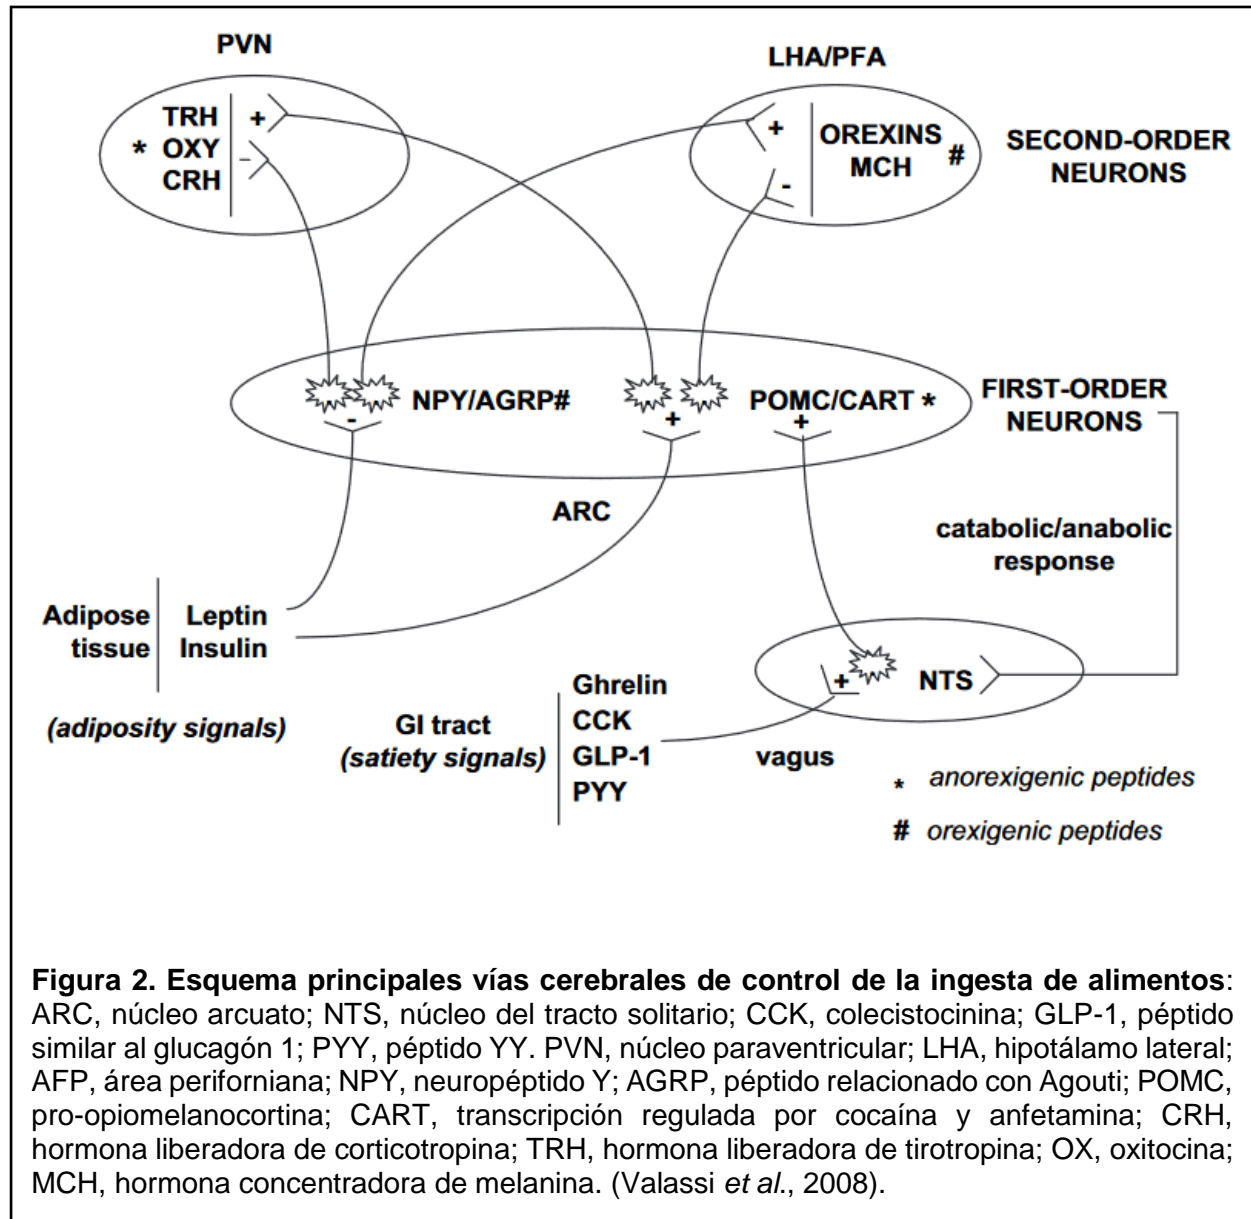 PVN
LHA/PFA
TRH
* OXY
CRH
+
-
+
-
OREXINS
MCH #
SECOND-ORDER
NEURONS
NPY/AGRP#
POMC/CART *
-
+
+
FIRST-ORDER
NEURONS
ARC
catabolic/anabolic
response
Adipose
tissue
Leptin
Insulin
(adiposity signals)
GI tract
(satiety signals)
Ghrelin
CCK
GLP-1
PYY
vagus
+
NTS
* anorexigenic peptides
# orexigenic peptides
Figura 2. Esquema principales vías cerebrales de control de la ingesta de alimentos:
ARC, núcleo arcuato; NTS, núcleo del tracto solitario; CCK, colecistocinina; GLP-1, péptido
similar al glucagón 1; PYY, péptido YY. PVN, núcleo paraventricular; LHA, hipotálamo lateral;
AFP, área periforniana; NPY, neuropéptido Y; AGRP, péptido relacionado con Agouti; POMC,
pro-opiomelanocortina; CART, transcripción regulada por cocaína y anfetamina; CRH,
hormona liberadora de corticotropina; TRH, hormona liberadora de tirotropina; OX, oxitocina;
MCH, hormona concentradora de melanina. (Valassi et al., 2008).